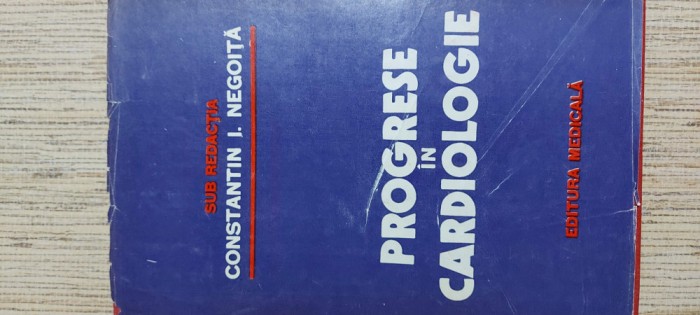 SUB REDACȚIA
CONSTANTIN I. NEGOIȚĂ
PROGRESE
ÎN
CARDIOLOGIE
EDITURA MEDICALĂ